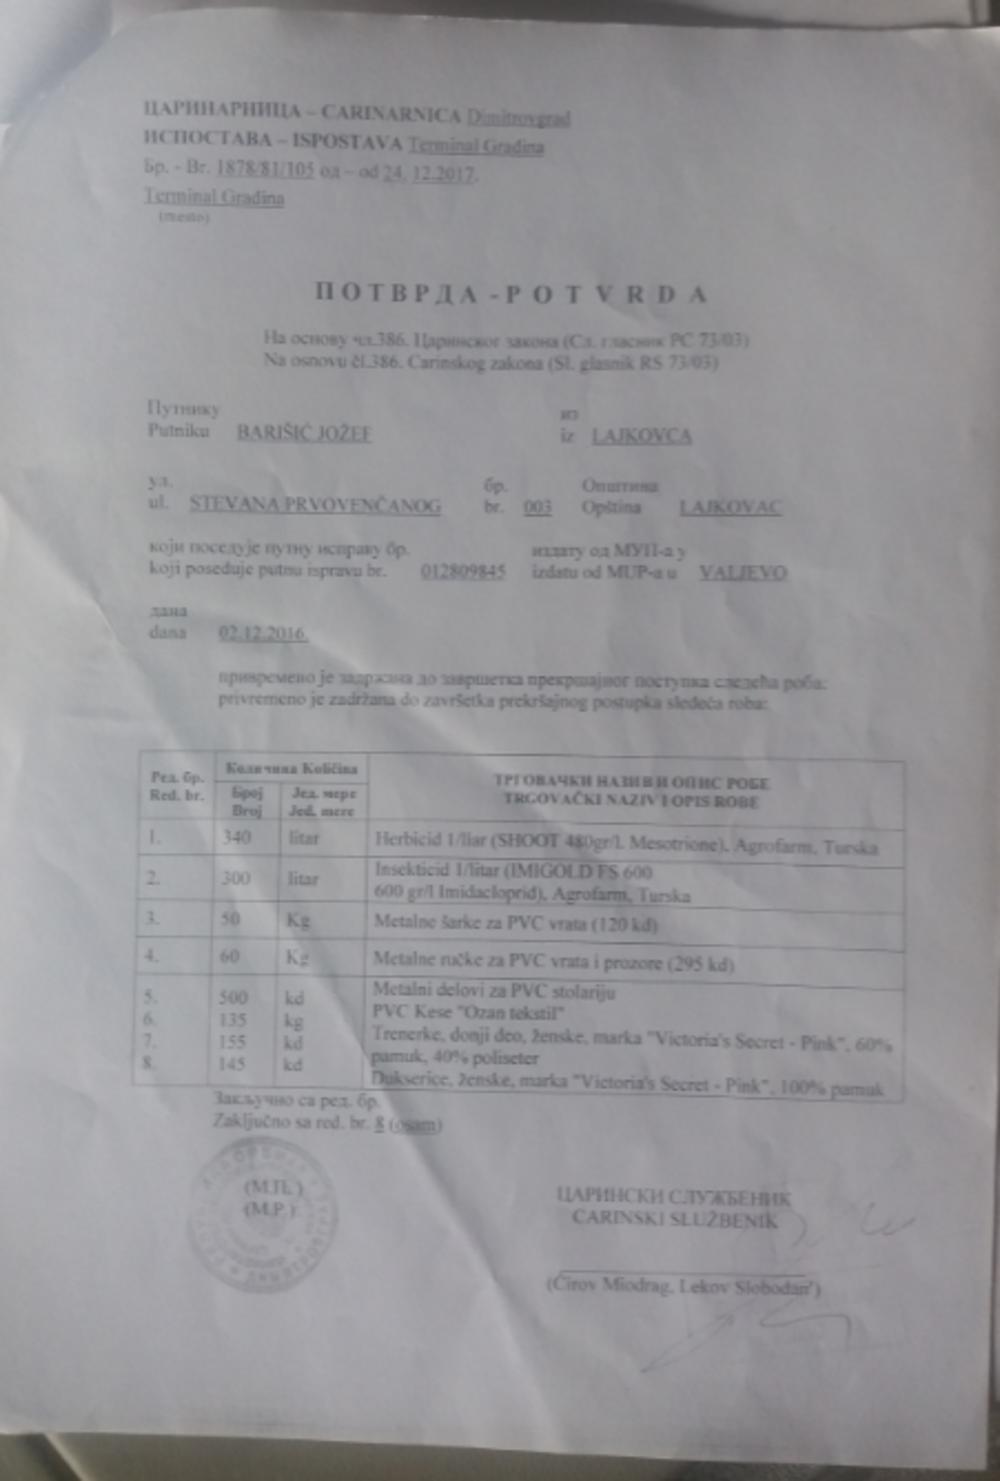 ЦАРИНАРНИЦА – CARINARNICA Dimitrovgrad
ИСПОСТАВА – ISPOSTAVA Terminal Gradina
Бр. - Br. 1878/81/105 од – od 24. 12.2017.
Terminal Gradina
(mesto)
ПОТВРДА - POTVRDA
На основу чл.386. Царинског закона (Сл. гласник РС 73/03)
Na osnovu čl.386. Carinskog zakona (Sl. glasnik RS 73/03)
Путнику из
Putniku BARIŠIĆ JOŽEF iz LAJKOVCA
ул. бр. Општина
ul. STEVANA PRVOVENČANOG br. 003 Opština LAJKOVAC
који поседује путну исправу бр. издату од МУП-а у
koji poseduje putnu ispravu br. 012809845 izdatu od MUP-a u VALJEVO
дана
dana 02.12.2016.
привремено је задржана до завршетка прекршајног поступка следећа роба:
privremeno je zadržana do završetka prekršajnog postupka sledeća roba:
Ред. бр. Количина Količina ТРГОВАЧКИ НАЗИВ И ОПИС РОБЕ
Red. br. Број Јед. мере TRGOVAČKI NAZIV I OPIS ROBE
Broj Jed. mere
1. 340 litar Herbicid 1/liar (SHOOT 480gr/l. Mesotrione), Agrofarm, Turska
2. 300 litar Insekticid 1/litar (IMIGOLD FS 600
600 gr/l Imidacloprid), Agrofarm, Turska
3. 50 Kg Metalne šarke za PVC vrata (120 kd)
4. 60 Kg Metalne ručke za PVC vrata i prozore (295 kd)
5. 500 kd Metalni delovi za PVC stolariju
6. 135 kg PVC Kese "Ozan tekstil"
7. 155 kd Trenerke, donji deo, ženske, marka "Victoria's Secret - Pink", 60%
8. 145 kd pamuk, 40% poliseter
Dukserice, ženske, marka "Victoria's Secret - Pink", 100% pamuk
Закључно са ред. бр.
Zaključno sa red. br. 8 (osam)
(М.П.)
(M.P.)
ЦАРИНСКИ СЛУЖБЕНИК
CARINSKI SLUŽBENIK
(Ćirov Miodrag, Lekov Slobodan')